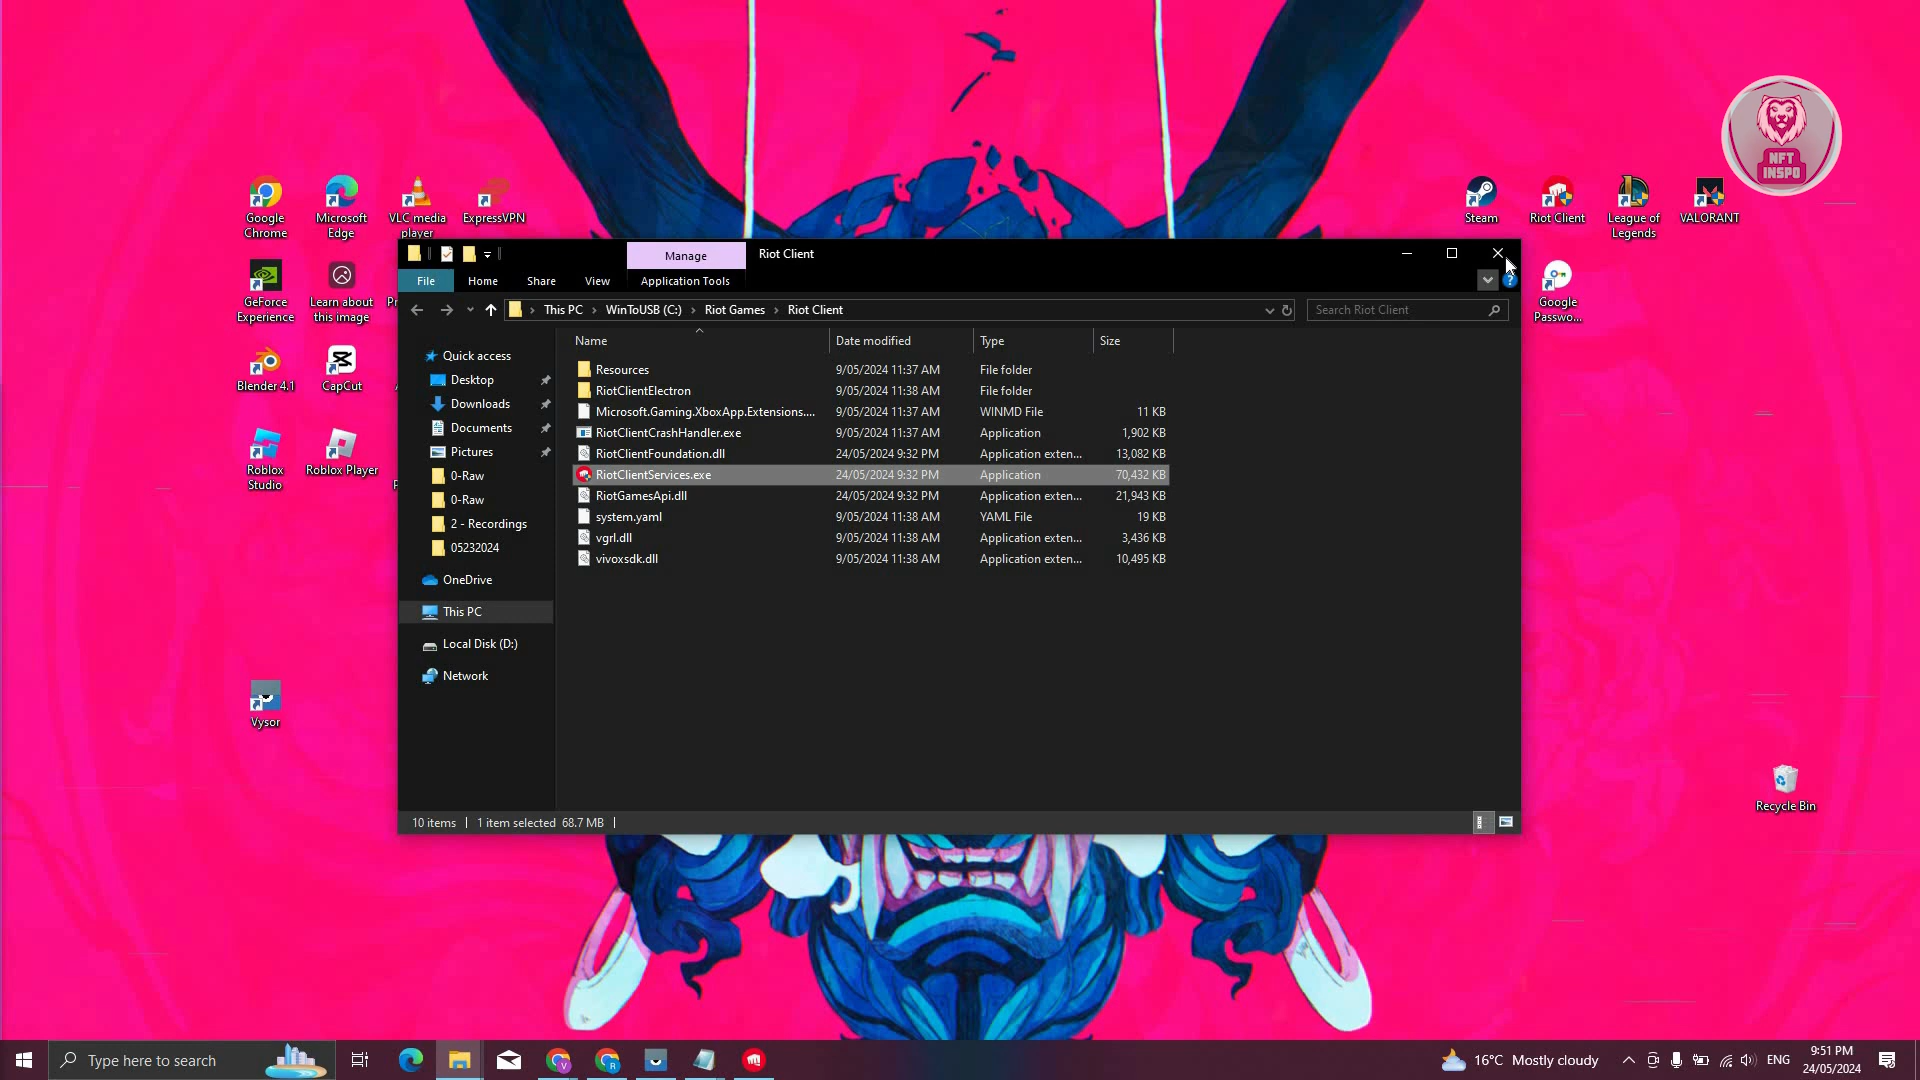 NFT
INSPO
Google
Chrome
Microsoft
Edge
VLC media
player
ExpressVPN
Steam
Riot Client
League of
Legends
VALORANT
GeForce
Experience
Learn about
this image
Google
Passwo...
Blender 4.1
CapCut
Roblox
Studio
Roblox Player
Vysor
Recycle Bin
Manage
Riot Client
File
Home
Share
View
Application Tools
This PC
WinToUSB (C:)
Riot Games
Riot Client
Search Riot Client
Name
Date modified
Type
Size
Quick access
Desktop
Downloads
Documents
Pictures
0-Raw
0-Raw
2 - Recordings
05232024
OneDrive
This PC
Local Disk (D:)
Network
Resources 9/05/2024 11:37 AM File folder
RiotClientElectron 9/05/2024 11:38 AM File folder
Microsoft.Gaming.XboxApp.Extensions.... 9/05/2024 11:37 AM WINMD File 11 KB
RiotClientCrashHandler.exe 9/05/2024 11:37 AM Application 1,902 KB
RiotClientFoundation.dll 24/05/2024 9:32 PM Application exten... 13,082 KB
RiotClientServices.exe 24/05/2024 9:32 PM Application 70,432 KB
RiotGamesApi.dll 24/05/2024 9:32 PM Application exten... 21,943 KB
system.yaml 9/05/2024 11:38 AM YAML File 19 KB
vgrl.dll 9/05/2024 11:38 AM Application exten... 3,436 KB
vivoxsdk.dll 9/05/2024 11:38 AM Application exten... 10,495 KB
10 items
1 item selected 68.7 MB
Type here to search
16°C Mostly cloudy
ENG
9:51 PM
24/05/2024